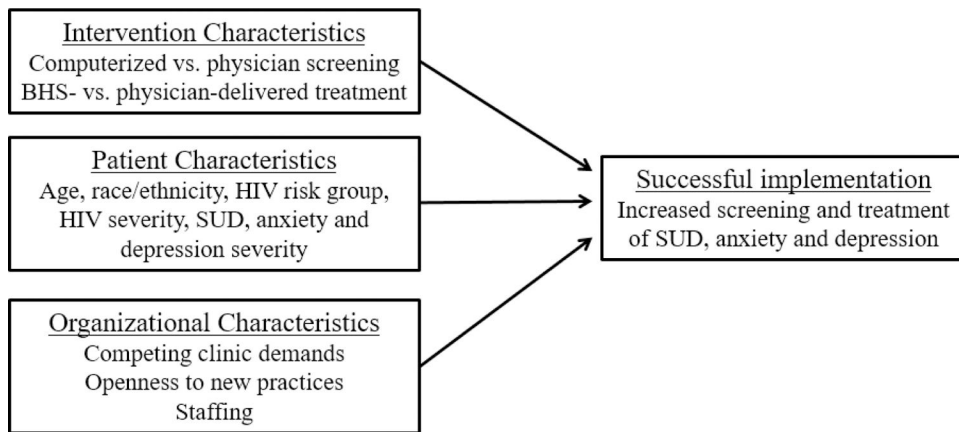 Intervention Characteristics
Computerized vs. physician screening
BHS- vs. physician-delivered treatment
Patient Characteristics
Age, race/ethnicity, HIV risk group,
HIV severity, SUD, anxiety and
depression severity
Organizational Characteristics
Competing clinic demands
Openness to new practices
Staffing
Successful implementation
Increased screening and treatment
of SUD, anxiety and depression